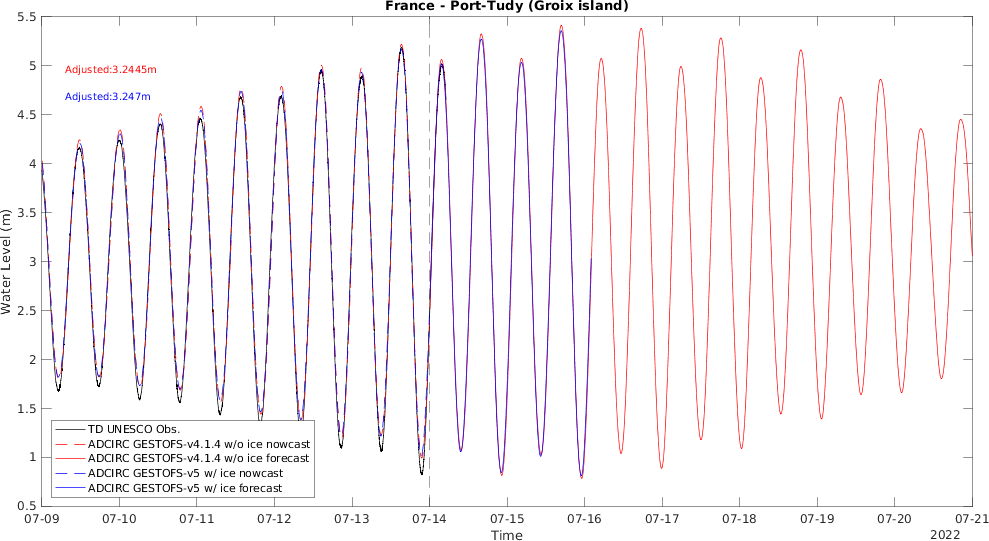 France - Port-Tudy (Groix island)
5.5
5
4.5
4
3.5
3
2.5
2
1.5
1
0.5
Water Level (m)
Adjusted:3.2445m
Adjusted:3.247m
TD UNESCO Obs.
ADCIRC GESTOFS-v4.1.4 w/o ice nowcast
ADCIRC GESTOFS-v4.1.4 w/o ice forecast
ADCIRC GESTOFS-v5 w/ ice nowcast
ADCIRC GESTOFS-v5 w/ ice forecast
07-09 07-10 07-11 07-12 07-13 07-14 07-15 07-16 07-17 07-18 07-19 07-20 07-21
Time
2022